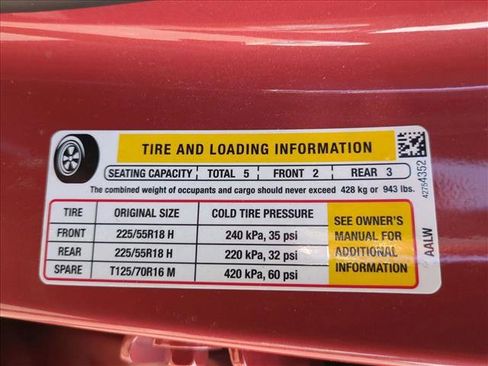 TIRE AND LOADING INFORMATION
SEATING CAPACITY TOTAL 5 FRONT 2 REAR 3
The combined weight of occupants and cargo should never exceed 428 kg or 943 lbs.
TIRE ORIGINAL SIZE COLD TIRE PRESSURE
FRONT 225/55R18 H 240 kPa, 35 psi
REAR 225/55R18 H 220 kPa, 32 psi
SPARE T125/70R16 M 420 kPa, 60 psi
SEE OWNER'S
MANUAL FOR
ADDITIONAL
INFORMATION
42754352
AALW